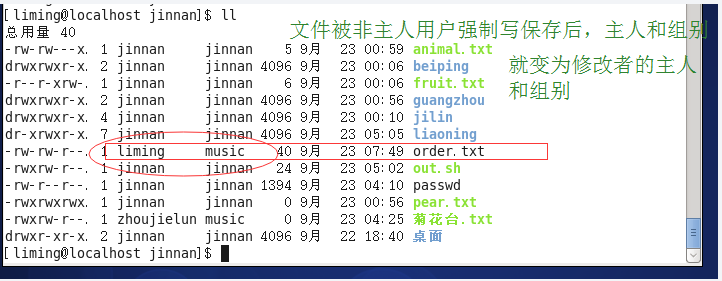 [liming@localhost jinnan]$ ll
文件被非主人用户强制写保存后，主人和组别
就变为修改者的主人
和组别
总用量 40
-rw-rw---x. 1 jinnan jinnan 5 9月 23 00:59 animal.txt
drwxrwxr-x. 2 jinnan jinnan 4096 9月 23 00:06 beiping
-r--r-xrw-. 1 jinnan jinnan 6 9月 23 00:06 fruit.txt
drwxrwxr-x. 2 jinnan jinnan 4096 9月 23 00:56 guangzhou
drwxrwxr-x. 4 jinnan jinnan 4096 9月 23 00:10 jilin
dr-xrwxr-x. 7 jinnan jinnan 4096 9月 23 05:05 liaoning
-rw-rw-r--. 1 liming music 40 9月 23 07:49 order.txt
-rwxrw-r--. 1 jinnan jinnan 24 9月 23 05:02 out.sh
-rw-r--r--. 1 jinnan jinnan 1394 9月 23 04:10 passwd
-rwxrwxrwx. 1 jinnan jinnan 0 9月 23 00:56 pear.txt
-rwxrw-r--. 1 zhoujielun music 0 9月 23 04:25 菊花台.txt
drwxr-xr-x. 2 jinnan jinnan 4096 9月 22 18:40 桌面
[liming@localhost jinnan]$